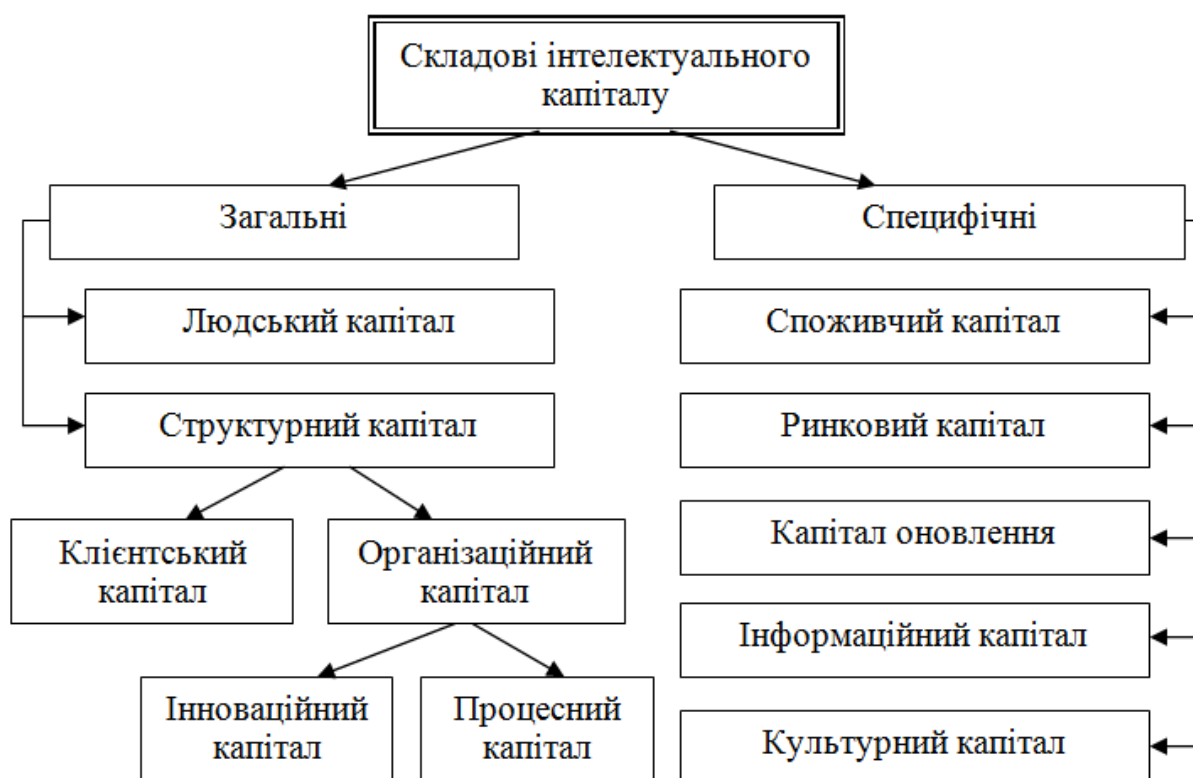 Складові інтелектуального
капіталу
Загальні
Специфічні
Людський капітал
Споживчий капітал
Структурний капітал
Ринковий капітал
Клієнтський
капітал
Організаційний
капітал
Капітал оновлення
Інформаційний капітал
Інноваційний
капітал
Процесний
капітал
Культурний капітал